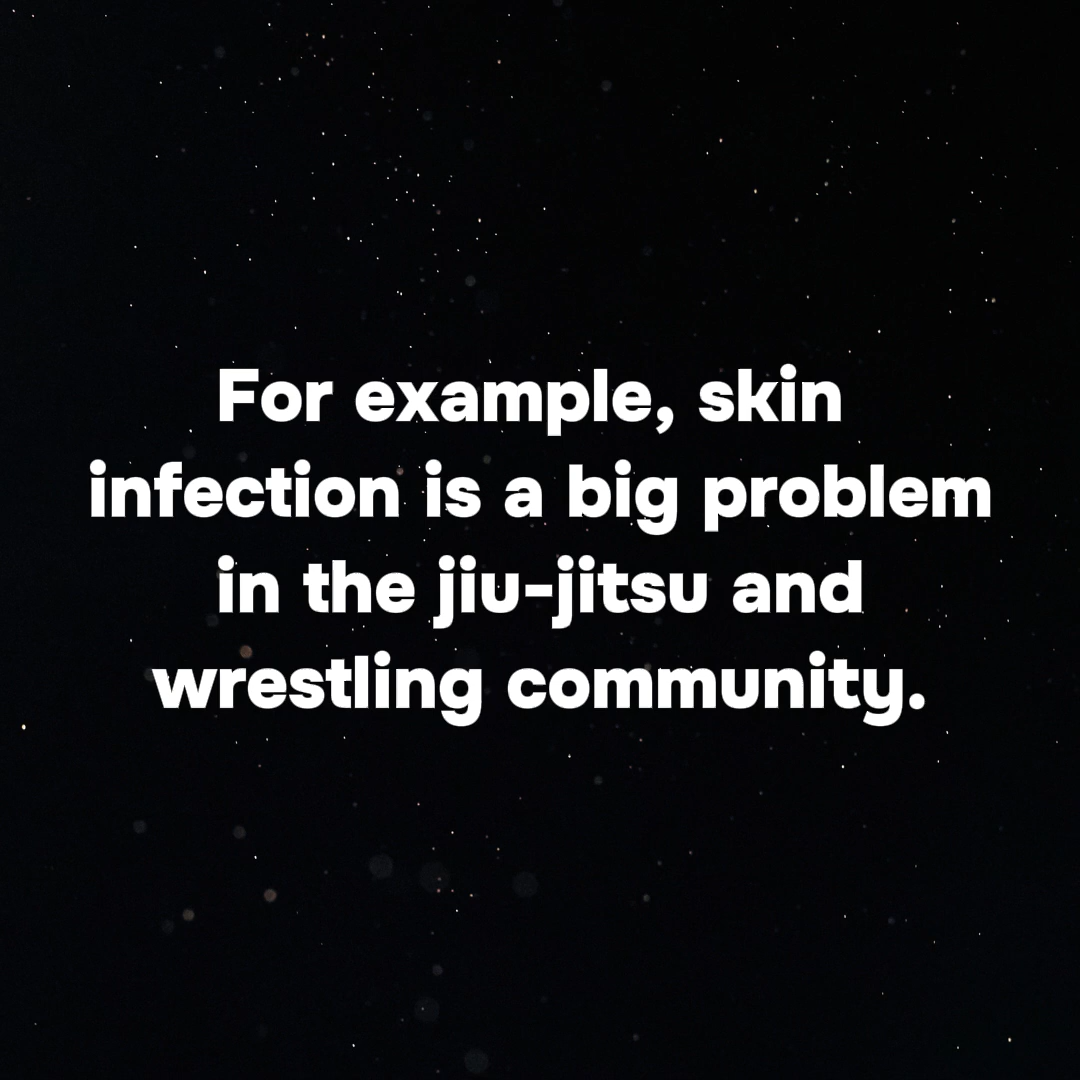 For example, skin
infection is a big problem
in the jiu-jitsu and
wrestling community.